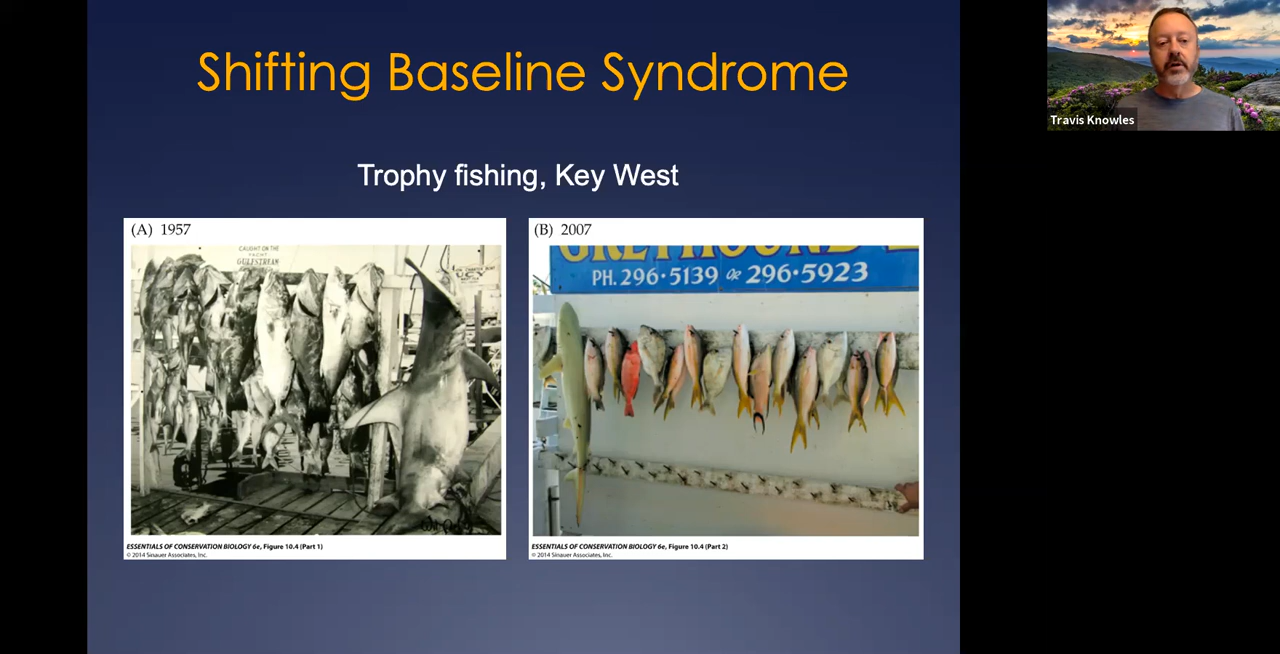 Shifting Baseline Syndrome
Travis Knowles
Trophy fishing, Key West
(A) 1957
(B) 2007
CAUGHT ON THE
YACHT
GULFSTREAM
GREYHOUND
PH. 296·5139 OR 296·5923
ESSENTIALS OF CONSERVATION BIOLOGY 6e, Figure 10.4 (Part 1)
© 2014 Sinauer Associates, Inc.
ESSENTIALS OF CONSERVATION BIOLOGY 6e, Figure 10.4 (Part 2)
© 2014 Sinauer Associates, Inc.